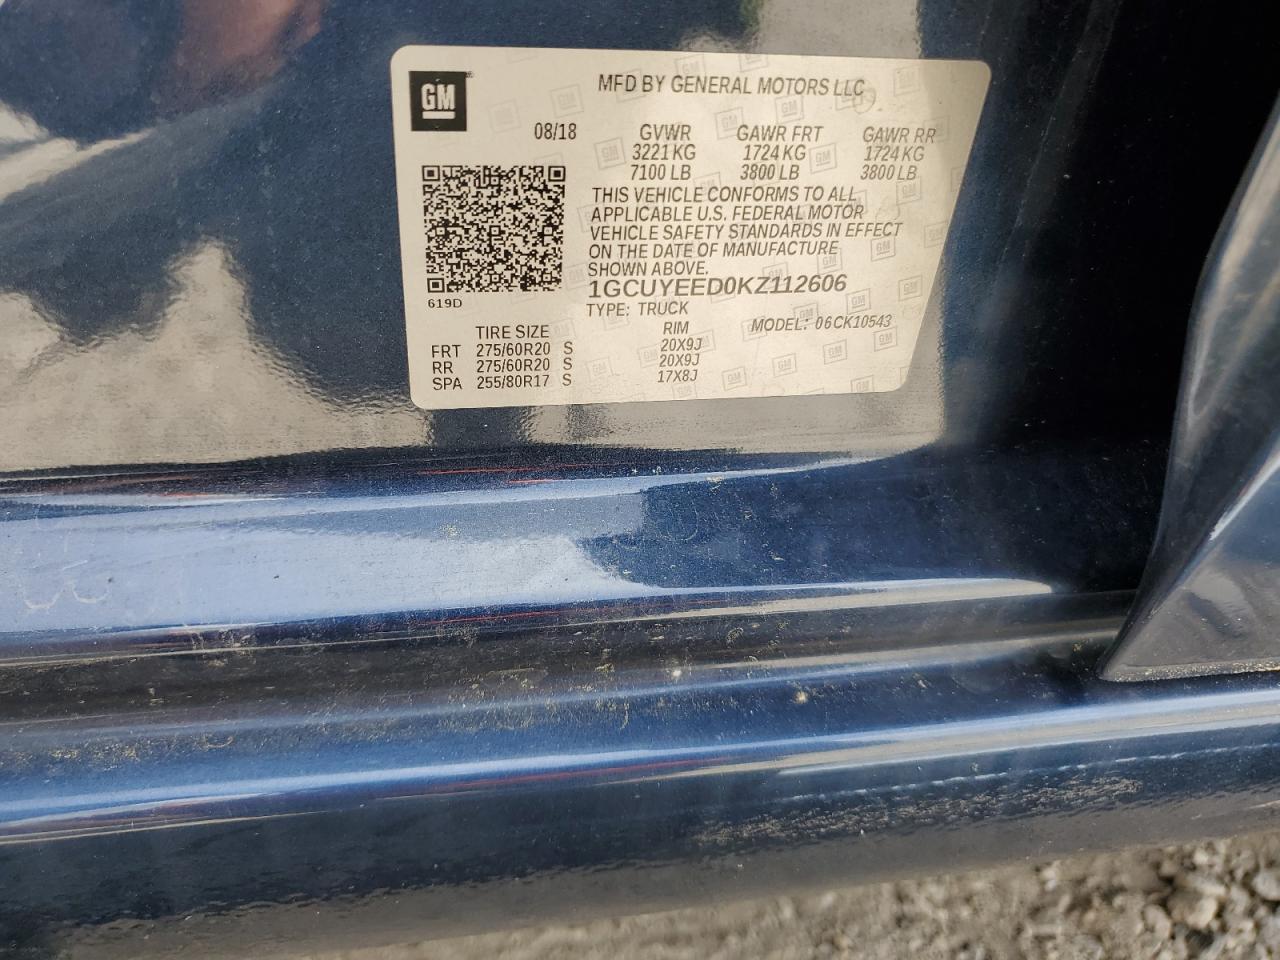 GM
MFD BY GENERAL MOTORS LLC
08/18 GVWR GAWR FRT GAWR RR
3221 KG 1724 KG 1724 KG
7100 LB 3800 LB 3800 LB
THIS VEHICLE CONFORMS TO ALL
APPLICABLE U.S. FEDERAL MOTOR
VEHICLE SAFETY STANDARDS IN EFFECT
ON THE DATE OF MANUFACTURE
SHOWN ABOVE.
1GCUYEED0KZ112606
619D
TYPE: TRUCK
TIRE SIZE RIM MODEL: 06CK10543
FRT 275/60R20 S 20X9J
RR 275/60R20 S 20X9J
SPA 255/80R17 S 17X8J